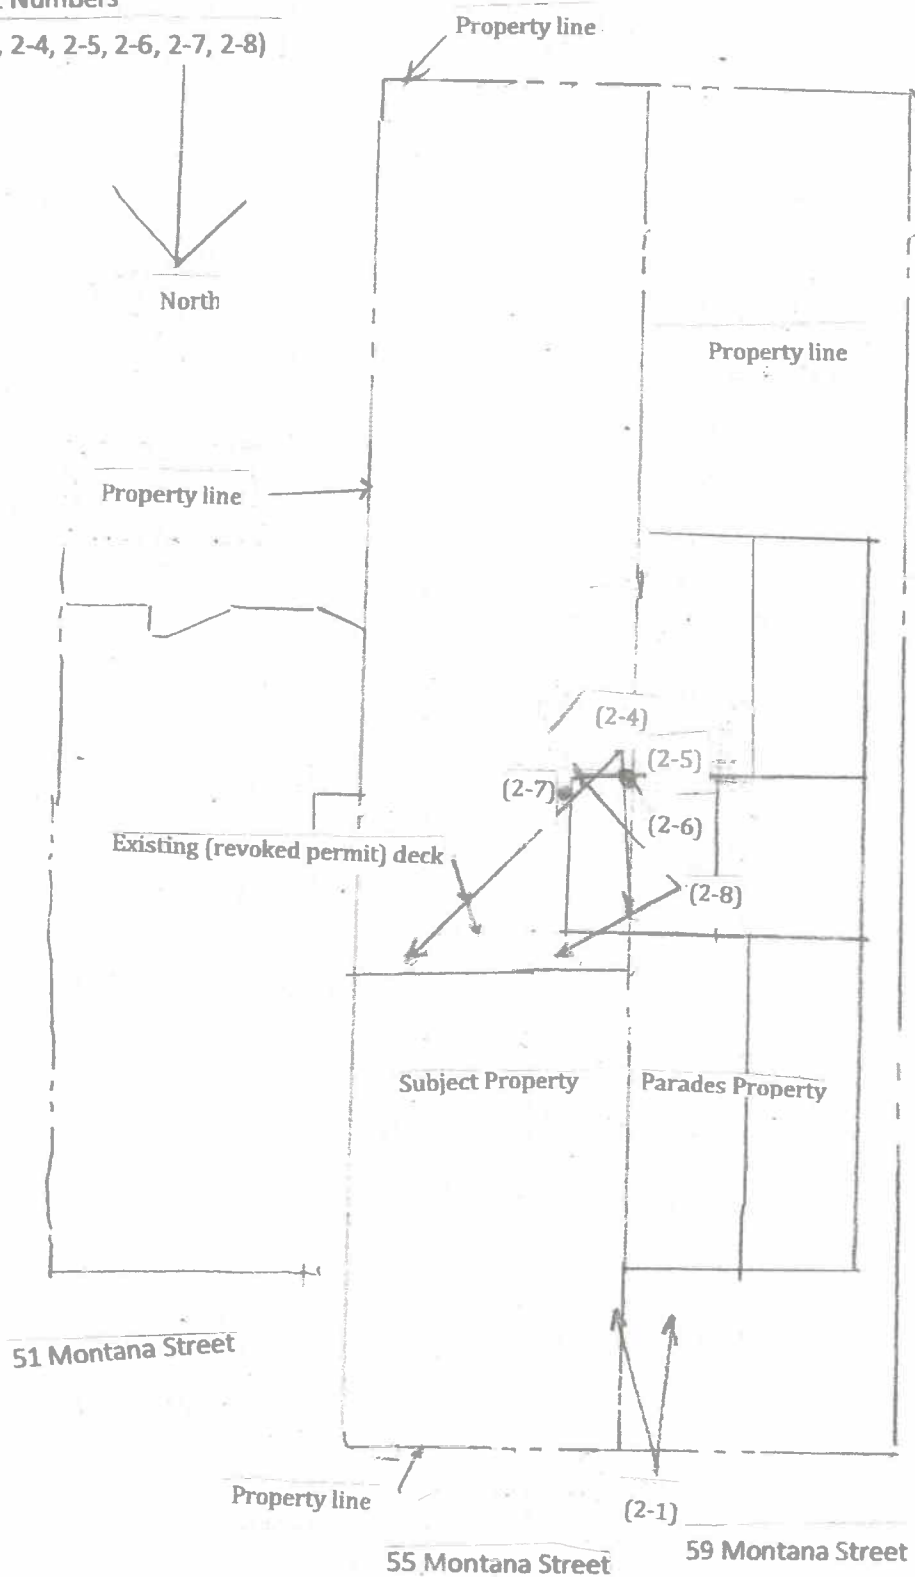 Numbers
, 2-4, 2-5, 2-6, 2-7, 2-8)
Property line
North
Property line
Property line
(2-4)
(2-5)
(2-7)
(2-6)
Existing (revoked permit) deck
(2-8)
Subject Property
Parades Property
51 Montana Street
Property line
(2-1)
55 Montana Street
59 Montana Street